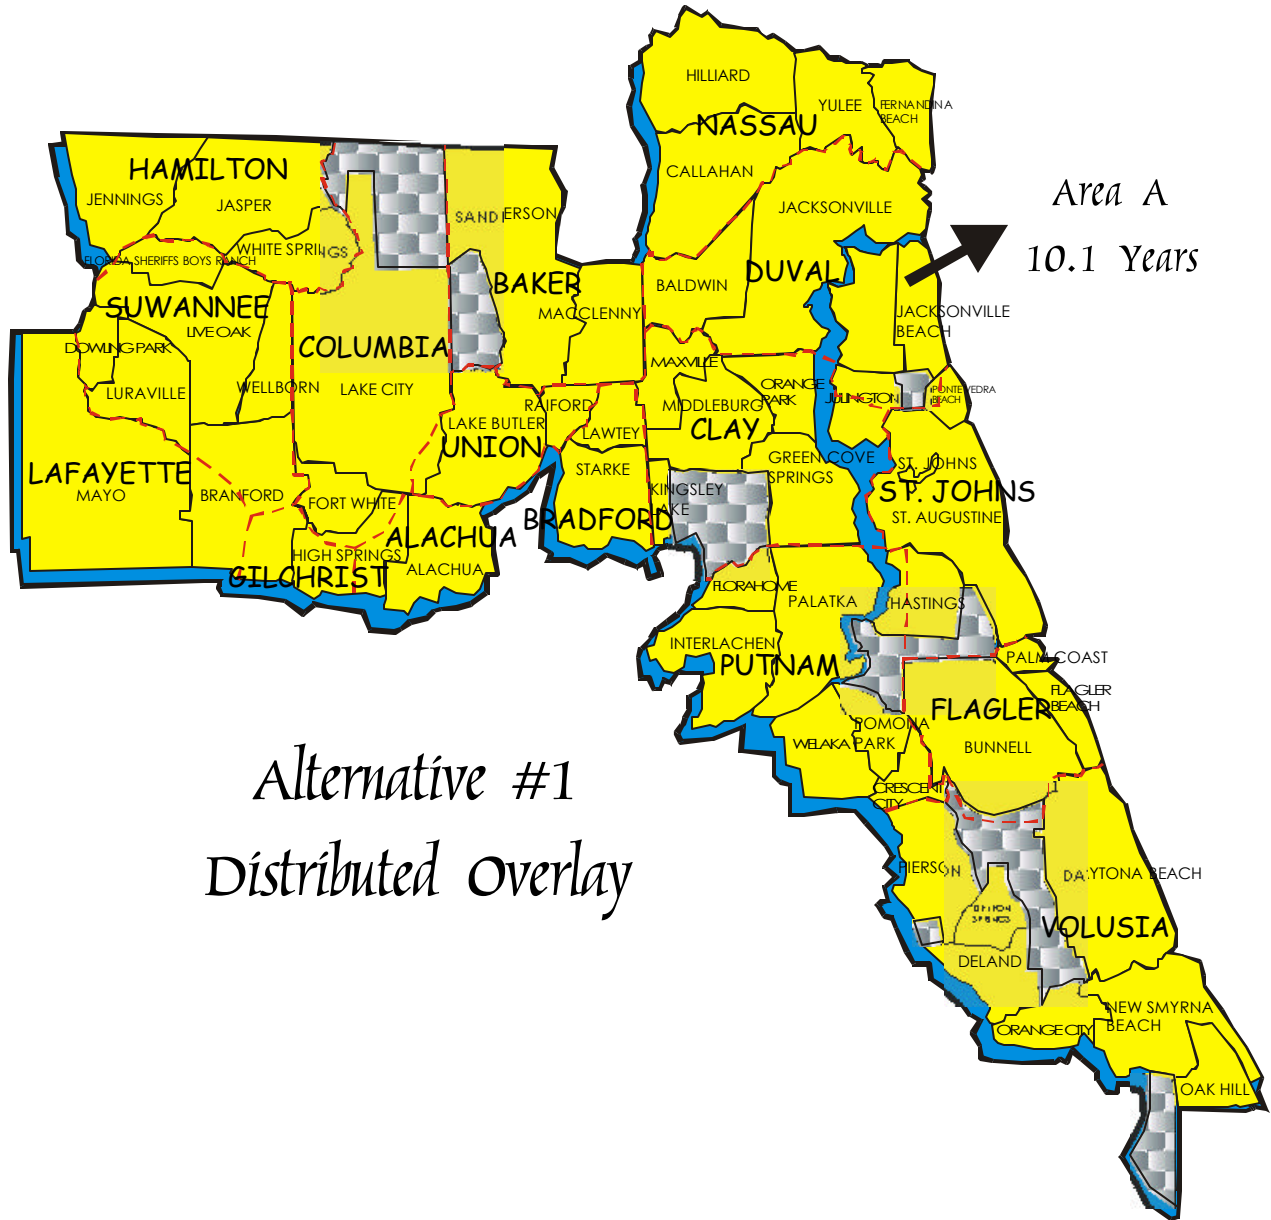 HILLIARD
YULEE
FERNANDINA
BEACH
NASSAU
CALLAHAN
HAMILTON
JENNINGS
JASPER
SANDERSON
JACKSONVILLE
Area A
10.1 Years
WHITE SPRINGS
FLORIDA SHERIFFS BOYS RANCH
BAKER
DUVAL
BALDWIN
SUWANNEE
LIVE OAK
MACCLENNY
JACKSONVILLE
BEACH
DOWLING PARK
COLUMBIA
MAXVILLE
LURAVILLE
WELLBORN
LAKE CITY
ORANGE
PARK
JULINGTON
PONTE VEDRA
BEACH
RAIFORD
MIDDLEBURG
LAKE BUTLER
LAWTEY
CLAY
UNION
LAFAYETTE
MAYO
BRANFORD
FORT WHITE
STARKE
GREEN COVE
SPRINGS
ST. JOHNS
KINGSLEY
LAKE
ST. JOHNS
ST. AUGUSTINE
BRADFORD
ALACHUA
HIGH SPRINGS
ALACHUA
GILCHRIST
FLORAHOME
PALATKA
HASTINGS
INTERLACHEN
PUTNAM
PALM COAST
FLAGLER
BEACH
FLAGLER
POMONA
PARK
WELAKA
BUNNELL
Alternative #1
Distributed Overlay
CRESCENT
CITY
1
PIERSON
DAYTONA BEACH
SPRINGS
VOLUSIA
DELAND
NEW SMYRNA
BEACH
ORANGE CITY
OAK HILL